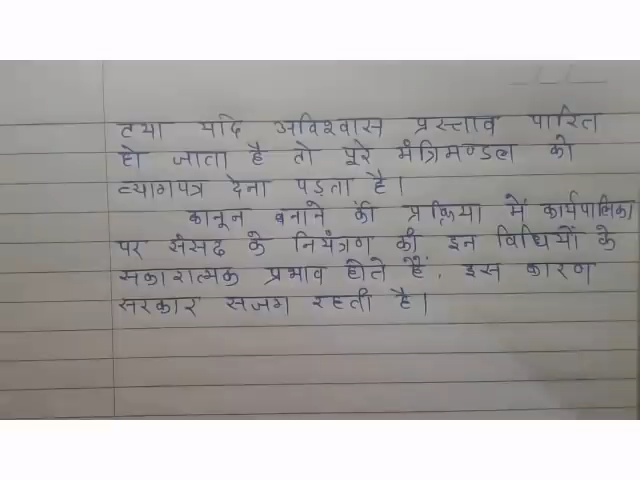 तथा यदि अविश्वास प्रस्ताव पारित
हो जाता है तो पूरे मंत्रिमण्डल को
त्यागपत्र देना पड़ता है।
कानून बनाने की प्रक्रिया में कार्यपालिका
पर संसद के नियंत्रण की इन विधियों के
सकारात्मक प्रभाव होते हैं, इस कारण
सरकार सजग रहती है।